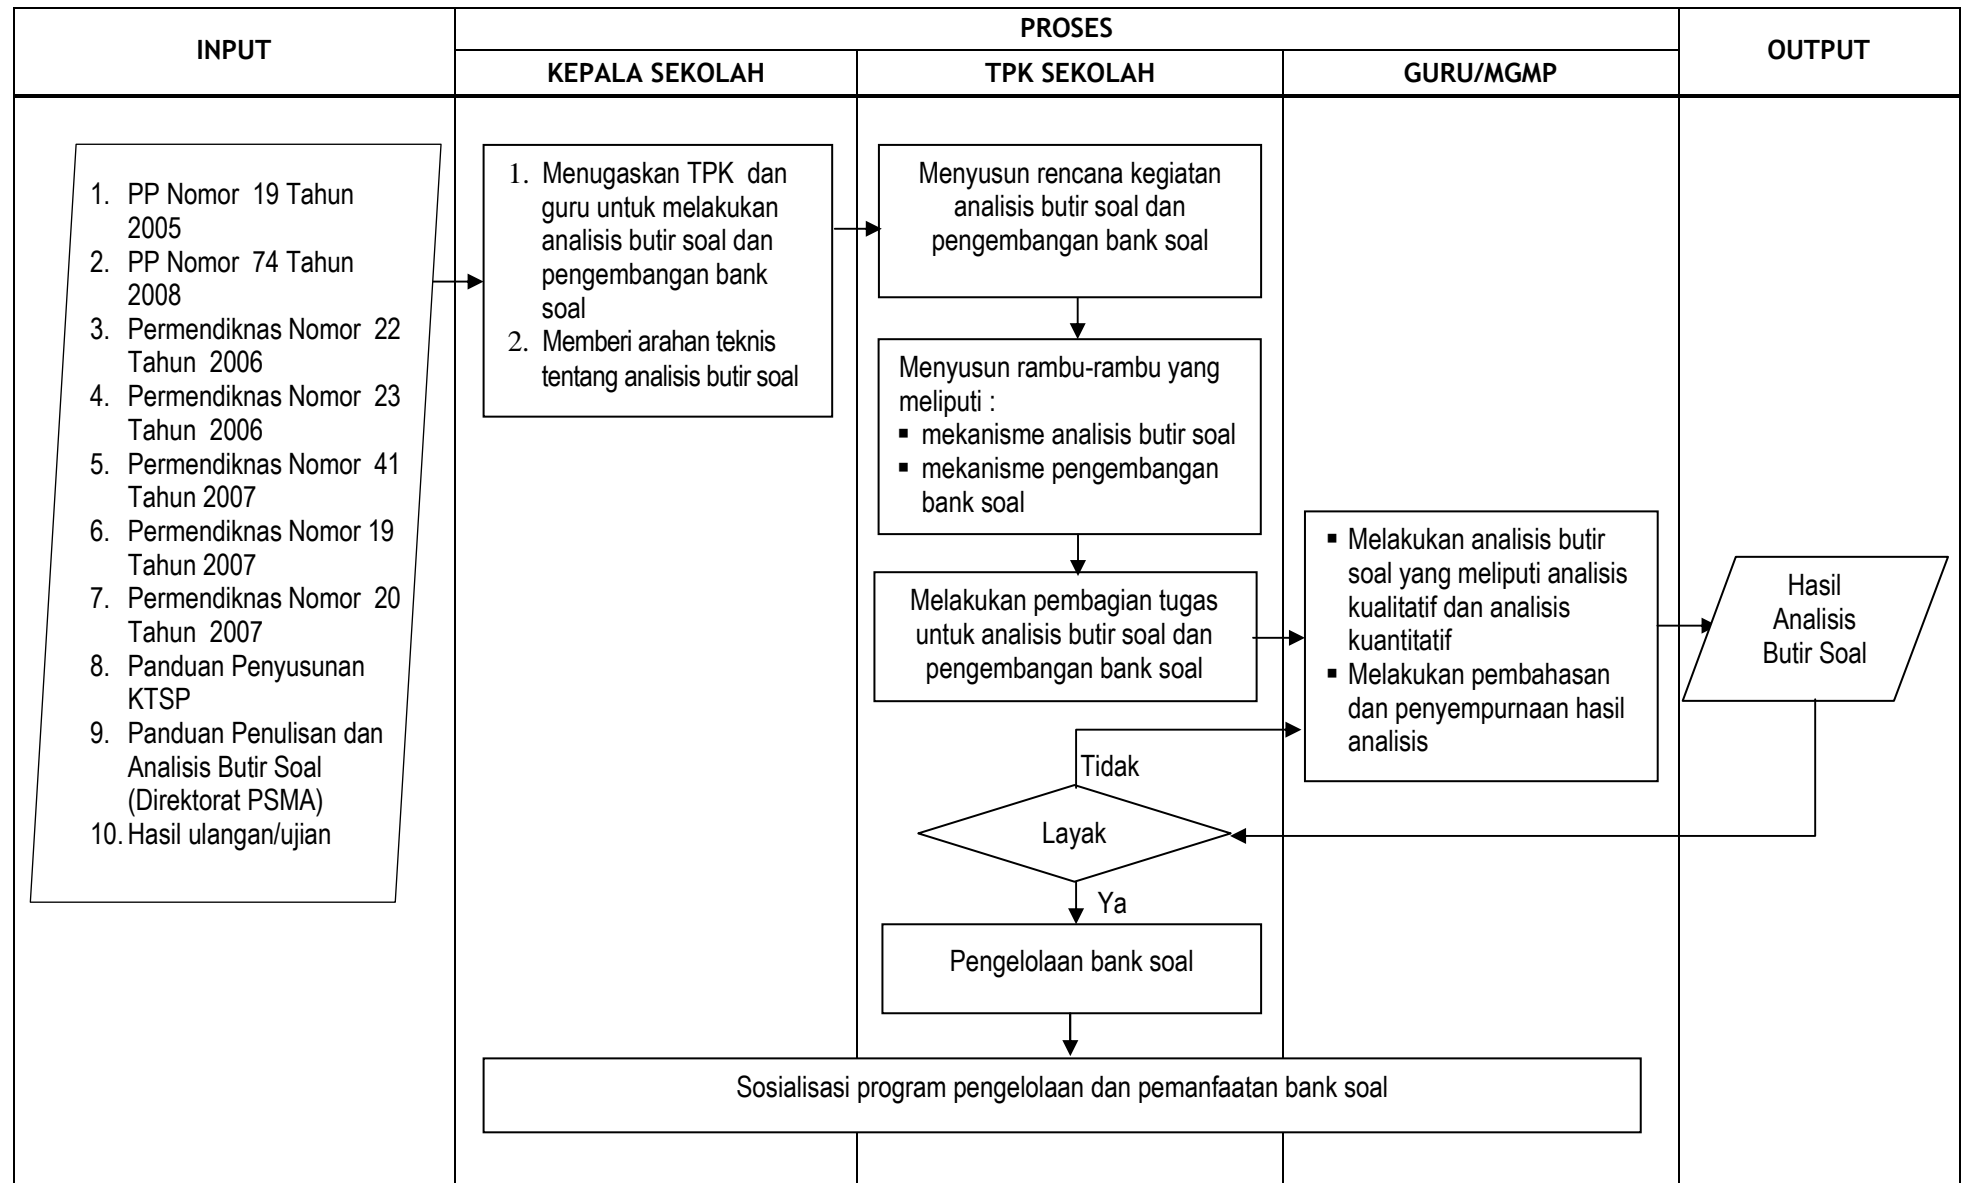 INPUT
PROSES
OUTPUT
KEPALA SEKOLAH
TPK SEKOLAH
GURU/MGMP
1. PP Nomor 19 Tahun
2005
2. PP Nomor 74 Tahun
2008
3. Permendiknas Nomor 22
Tahun 2006
4. Permendiknas Nomor 23
Tahun 2006
5. Permendiknas Nomor 41
Tahun 2007
6. Permendiknas Nomor 19
Tahun 2007
7. Permendiknas Nomor 20
Tahun 2007
8. Panduan Penyusunan
KTSP
9. Panduan Penulisan dan
Analisis Butir Soal
(Direktorat PSMA)
10. Hasil ulangan/ujian
1. Menugaskan TPK dan
guru untuk melakukan
analisis butir soal dan
pengembangan bank
soal
2. Memberi arahan teknis
tentang analisis butir soal
Menyusun rencana kegiatan
analisis butir soal dan
pengembangan bank soal
Menyusun rambu-rambu yang
meliputi :
▪ mekanisme analisis butir soal
▪ mekanisme pengembangan
bank soal
Melakukan pembagian tugas
untuk analisis butir soal dan
pengembangan bank soal
▪ Melakukan analisis butir
soal yang meliputi analisis
kualitatif dan analisis
kuantitatif
▪ Melakukan pembahasan
dan penyempurnaan hasil
analisis
Hasil
Analisis
Butir Soal
Tidak
Layak
Ya
Pengelolaan bank soal
Sosialisasi program pengelolaan dan pemanfaatan bank soal